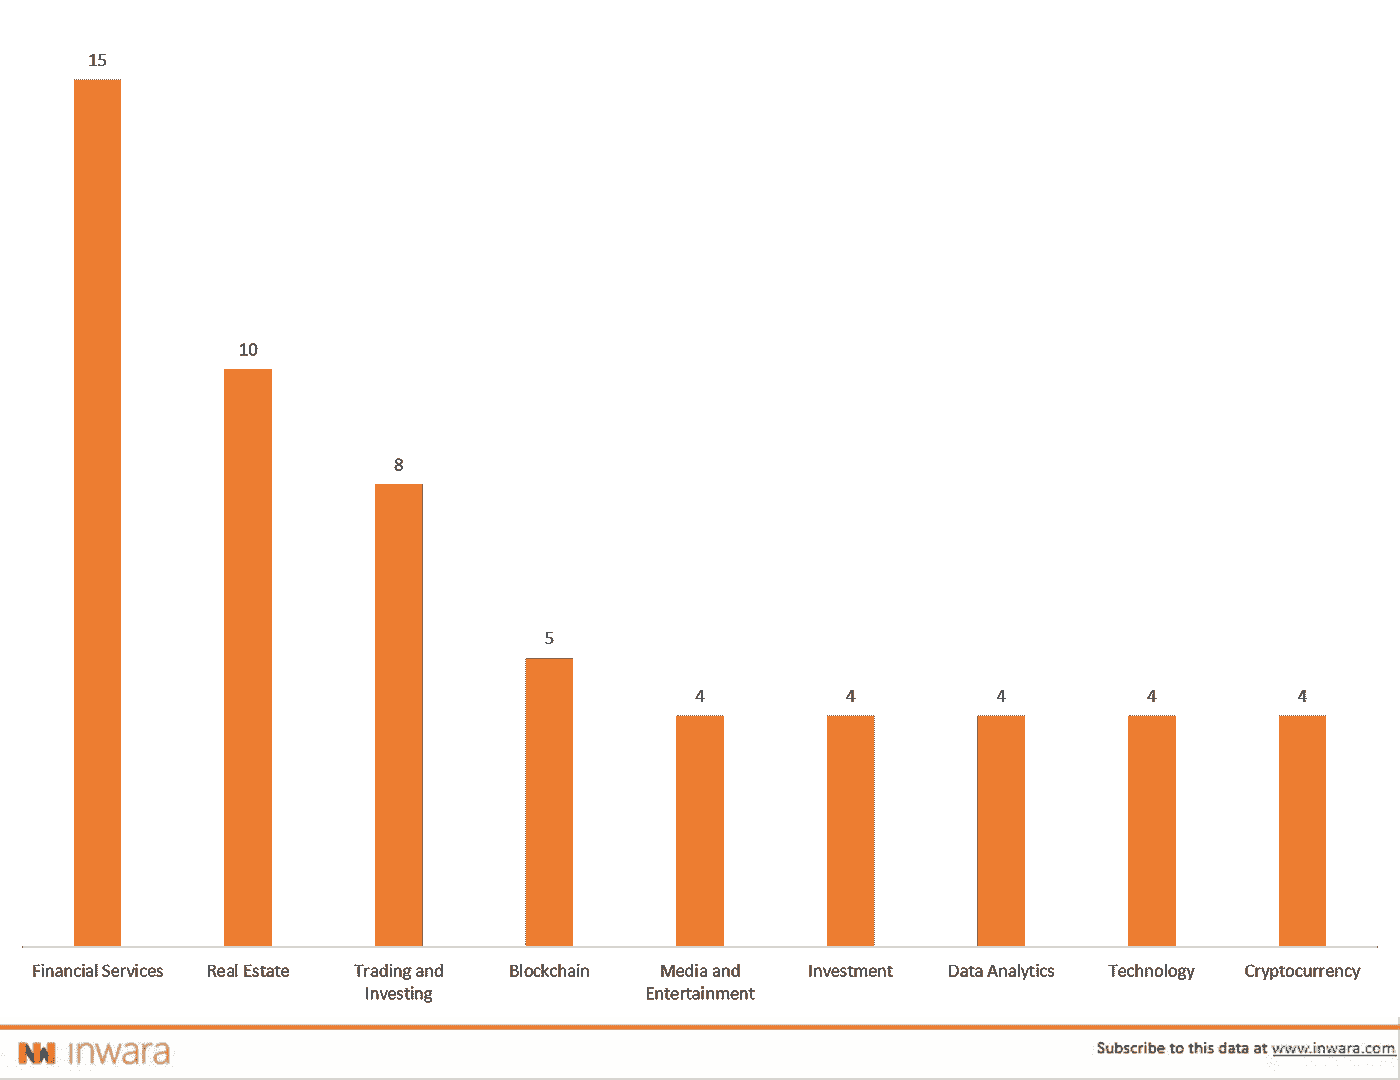 15
10
8
5
4
4
4
4
4
Financial Services
Real Estate
Trading and
Investing
Blockchain
Media and
Entertainment
Investment
Data Analytics
Technology
Cryptocurrency
inwara
Subscribe to this data at www.inwara.com